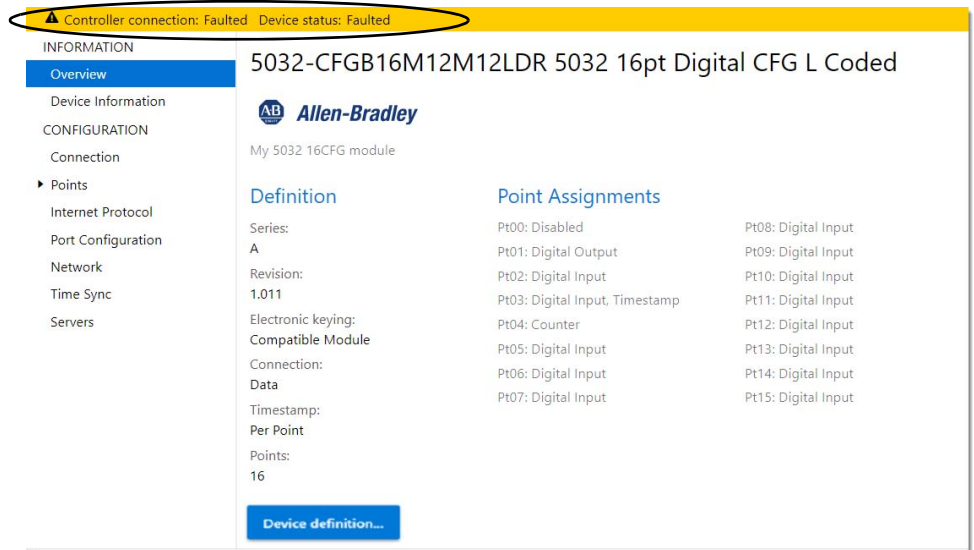 Controller connection: Faulted Device status: Faulted
INFORMATION
Overview
Device Information
CONFIGURATION
Connection
Points
Internet Protocol
Port Configuration
Network
Time Sync
Servers
5032-CFGB16M12M12LDR 5032 16pt Digital CFG L Coded
AB Allen-Bradley
My 5032 16CFG module
Definition
Series:
A
Revision:
1.011
Electronic keying:
Compatible Module
Connection:
Data
Timestamp:
Per Point
Points:
16
Device definition...
Point Assignments
Pt00: Disabled
Pt01: Digital Output
Pt02: Digital Input
Pt03: Digital Input, Timestamp
Pt04: Counter
Pt05: Digital Input
Pt06: Digital Input
Pt07: Digital Input
Pt08: Digital Input
Pt09: Digital Input
Pt10: Digital Input
Pt11: Digital Input
Pt12: Digital Input
Pt13: Digital Input
Pt14: Digital Input
Pt15: Digital Input